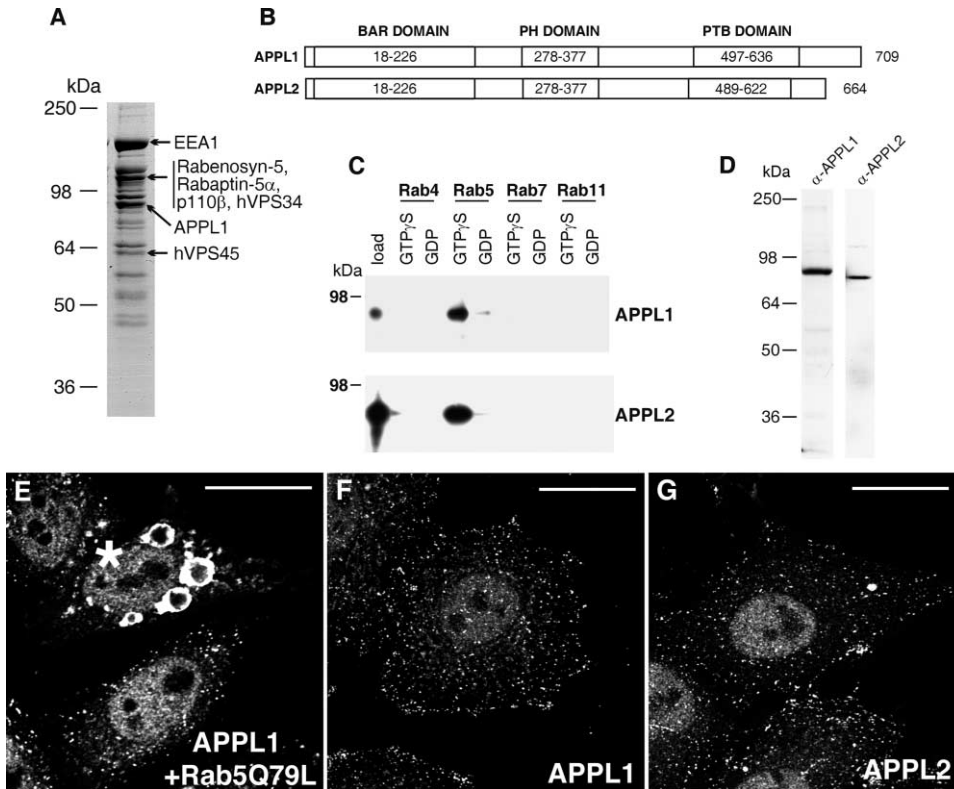 A
kDa
250
98
64
50
36
EEA1
Rabenosyn-5,
Rabaptin-5α,
p110β, hVPS34
APPL1
hVPS45
B
BAR DOMAIN PH DOMAIN PTB DOMAIN
APPL1 18-226 278-377 497-636 709
APPL2 18-226 278-377 489-622 664
C
Rab4 Rab5 Rab7 Rab11
load GTPγS GDP GTPγS GDP GTPγS GDP GTPγS GDP
kDa
98
APPL1
98
APPL2
D
α-APPL1 α-APPL2
kDa
250
98
64
50
36
E
*
APPL1
+Rab5Q79L
F
APPL1
G
APPL2